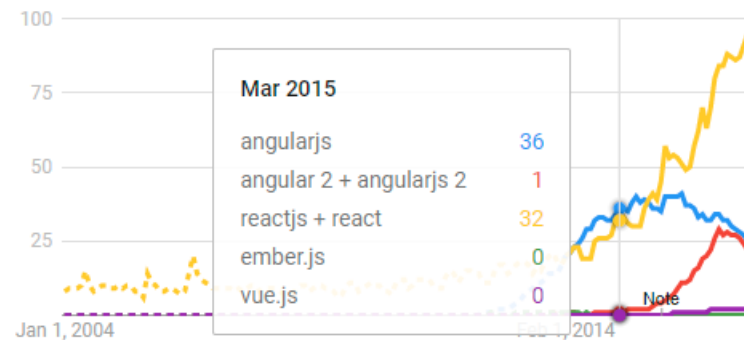 100
75
50
25
Mar 2015
angularjs 36
angular 2 + angularjs 2 1
reactjs + react 32
ember.js 0
vue.js 0
Note
Jan 1, 2004 Feb 1, 2014